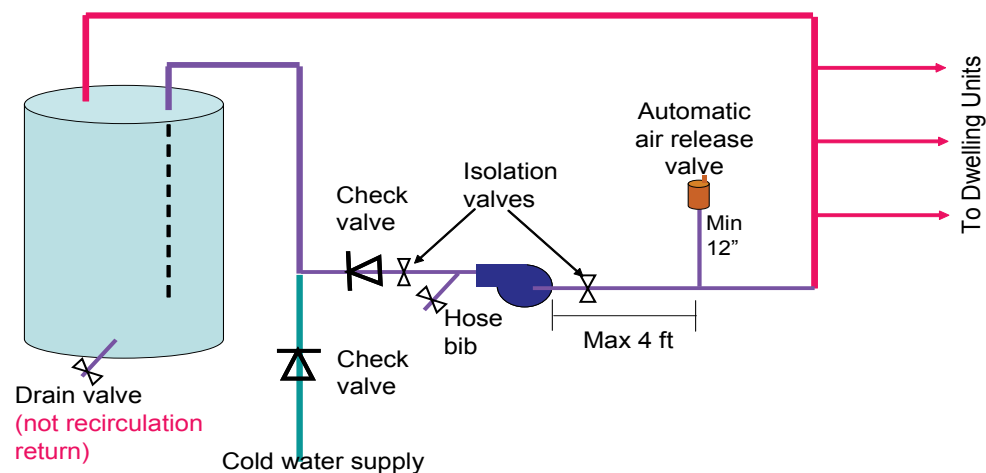 Automatic
air release
valve
To Dwelling Units
Isolation
valves
Check
valve
Min
12”
Hose
bib
Max 4 ft
Check
valve
Drain valve
(not recirculation
return)
Cold water supply